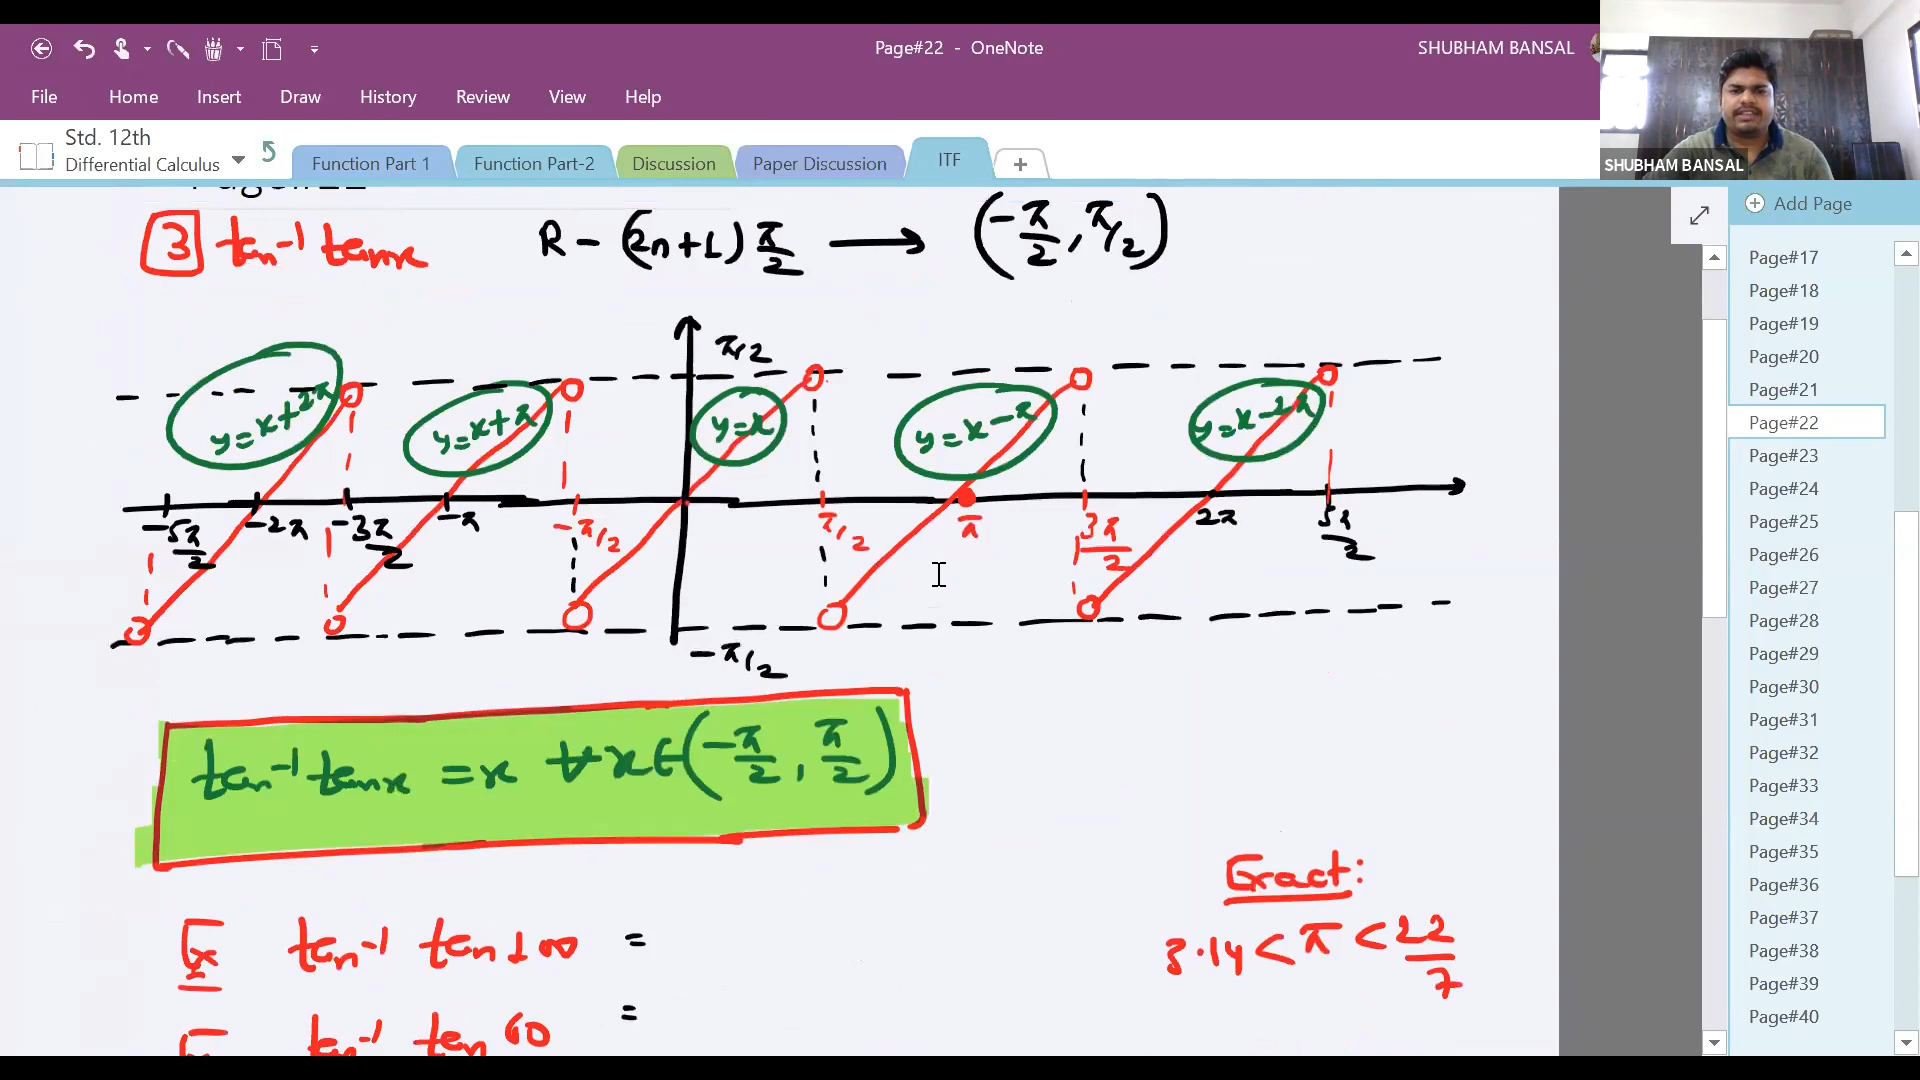 Page#22 - OneNote
SHUBHAM BANSAL
File Home Insert Draw History Review View Help
SHUBHAM BANSAL
Std. 12th
Differential Calculus
Function Part 1 Function Part-2 Discussion Paper Discussion ITF +
3 tan⁻¹ tanx R - (2n+1) π/2 → (-π/2, π/2)
π/2
y=x+2π y=x+π y=x y=x-π y=x-2π
-5π/2 -2π -3π/2 -π -π/2 π/2 π 3π/2 2π 5π/2
-π/2
tan⁻¹ tanx = x ∀ x ∈ (-π/2, π/2)
Exact:
Ex tan⁻¹ tan 100 =
3.14 < π < 22/7
tan⁻¹ tan 60 =
Add Page
Page#17
Page#18
Page#19
Page#20
Page#21
Page#22
Page#23
Page#24
Page#25
Page#26
Page#27
Page#28
Page#29
Page#30
Page#31
Page#32
Page#33
Page#34
Page#35
Page#36
Page#37
Page#38
Page#39
Page#40